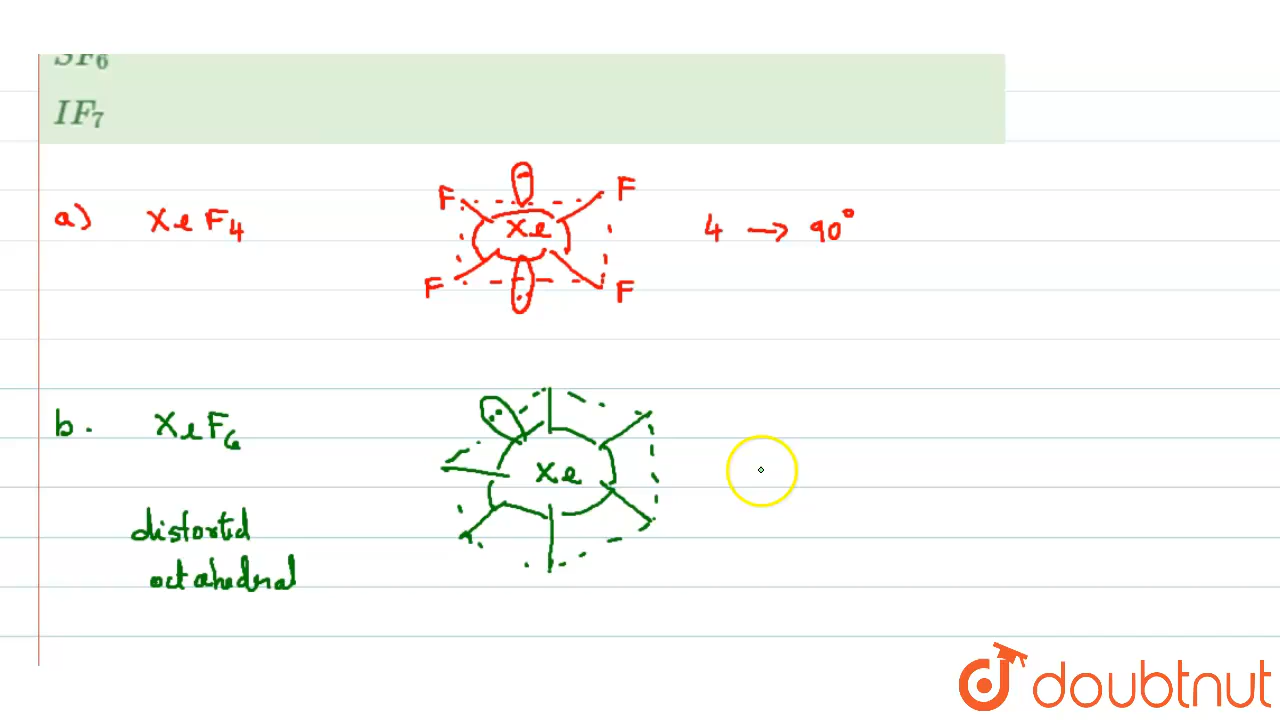 SF6
IF7
a) XeF4 F F Xe F F 4 → 90°
b. XeF6 Xe
distorted
octahedral
doubtnut